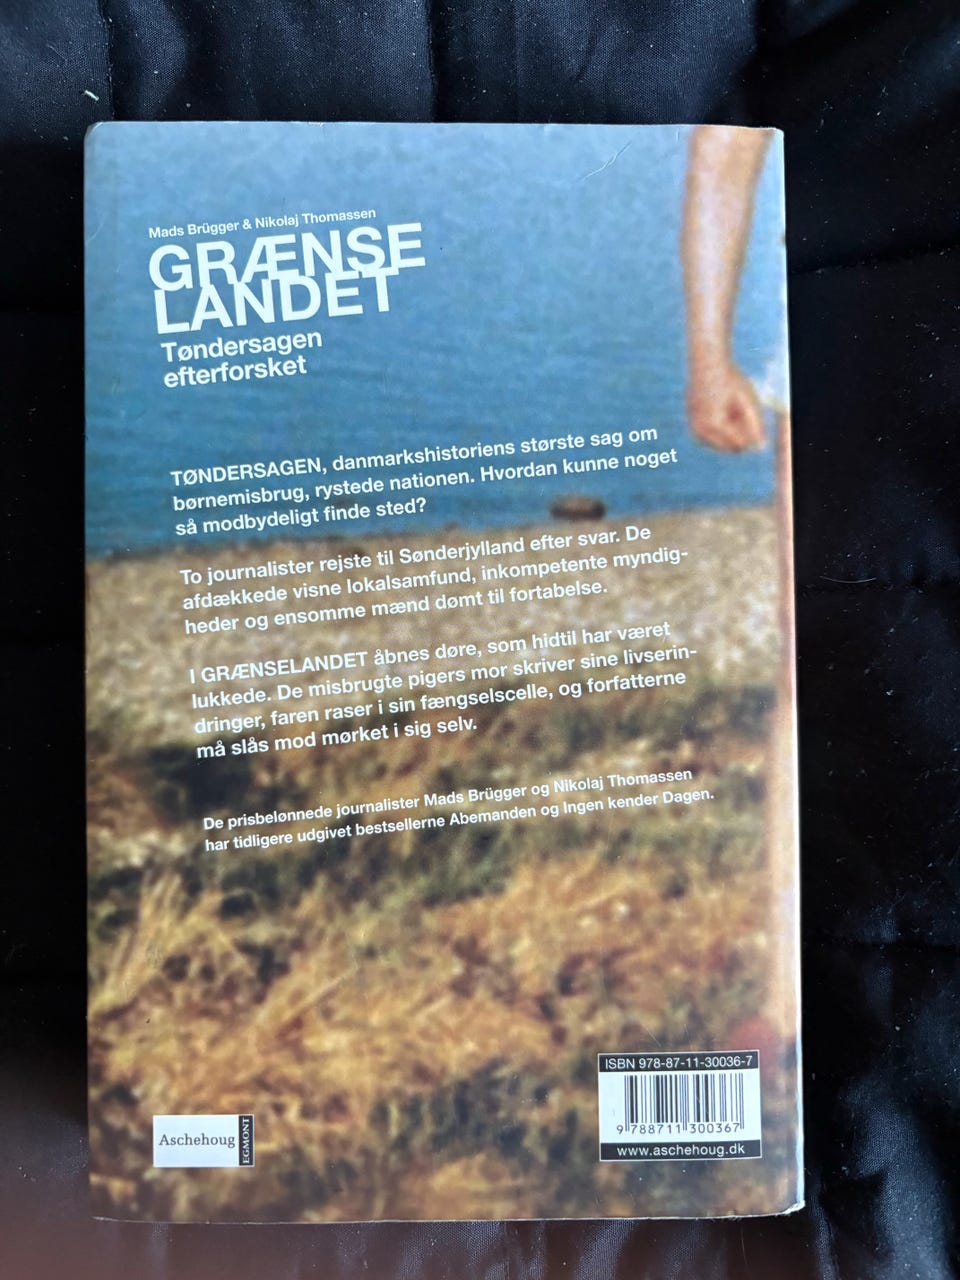 Mads Brügger & Nikolaj Thomassen
GRÆNSE
LANDET
Tøndersagen
efterforsket
TØNDERSAGEN, danmarkshistoriens største sag om
børnemisbrug, rystede nationen. Hvordan kunne noget
så modbydeligt finde sted?
To journalister rejste til Sønderjylland efter svar. De
afdækkede visne lokalsamfund, inkompetente myndig-
heder og ensomme mænd dømt til fortabelse.
I GRÆNSELANDET åbnes døre, som hidtil har været
lukkede. De misbrugte pigers mor skriver sine livserin-
dringer, faren raser i sin fængselscelle, og forfatterne
må slås mod mørket i sig selv.
De prisbelønnede journalister Mads Brügger og Nikolaj Thomassen
har tidligere udgivet bestsellerne Abemanden og Ingen kender Dagen.
ISBN 978-87-11-30036-7
9 788711 300367
www.aschehoug.dk
Aschehoug
EGMONT